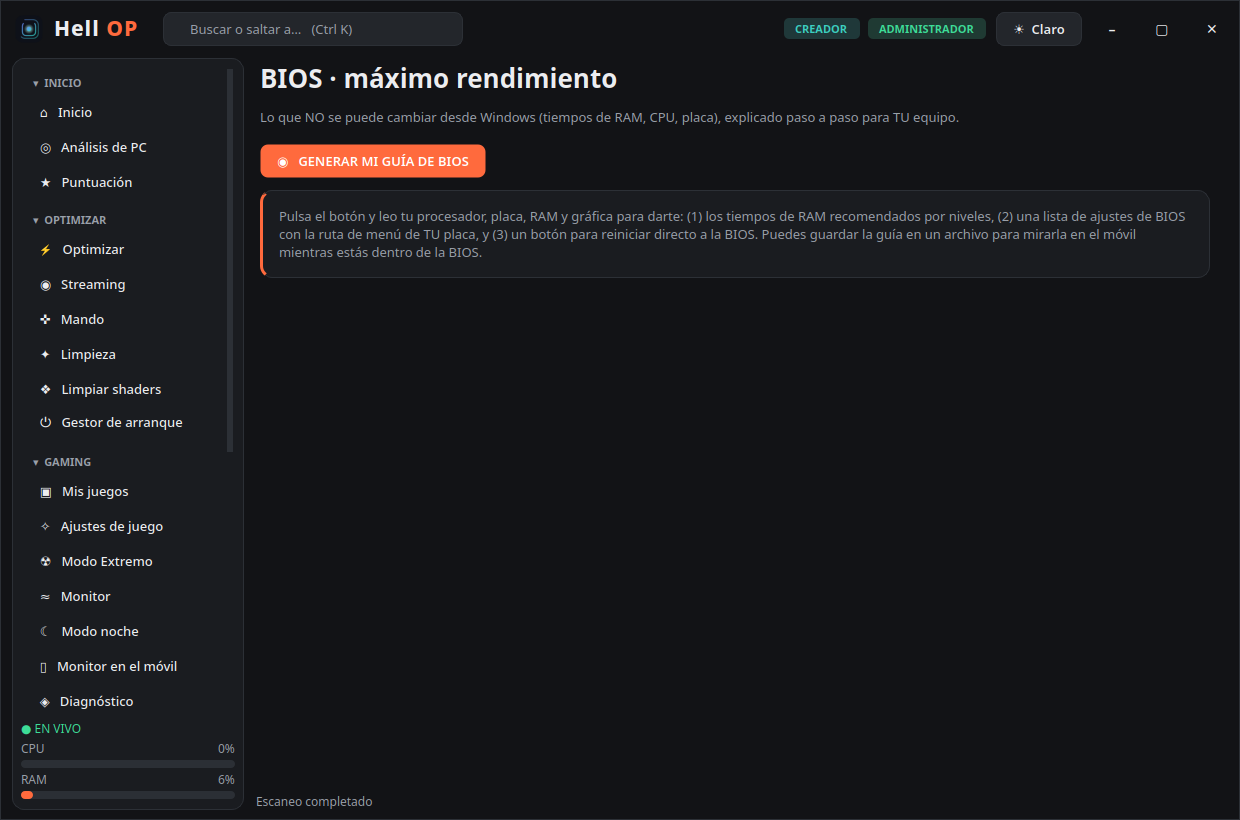 Hell OP
Buscar o saltar a... (Ctrl K)
CREADOR
ADMINISTRADOR
Claro
INICIO
Inicio
Análisis de PC
Puntuación
OPTIMIZAR
Optimizar
Streaming
Mando
Limpieza
Limpiar shaders
Gestor de arranque
GAMING
Mis juegos
Ajustes de juego
Modo Extremo
Monitor
Modo noche
Monitor en el móvil
Diagnóstico
EN VIVO
CPU 0%
RAM 6%
BIOS · máximo rendimiento
Lo que NO se puede cambiar desde Windows (tiempos de RAM, CPU, placa), explicado paso a paso para TU equipo.
GENERAR MI GUÍA DE BIOS
Pulsa el botón y leo tu procesador, placa, RAM y gráfica para darte: (1) los tiempos de RAM recomendados por niveles, (2) una lista de ajustes de BIOS
con la ruta de menú de TU placa, y (3) un botón para reiniciar directo a la BIOS. Puedes guardar la guía en un archivo para mirarla en el móvil
mientras estás dentro de la BIOS.
Escaneo completado